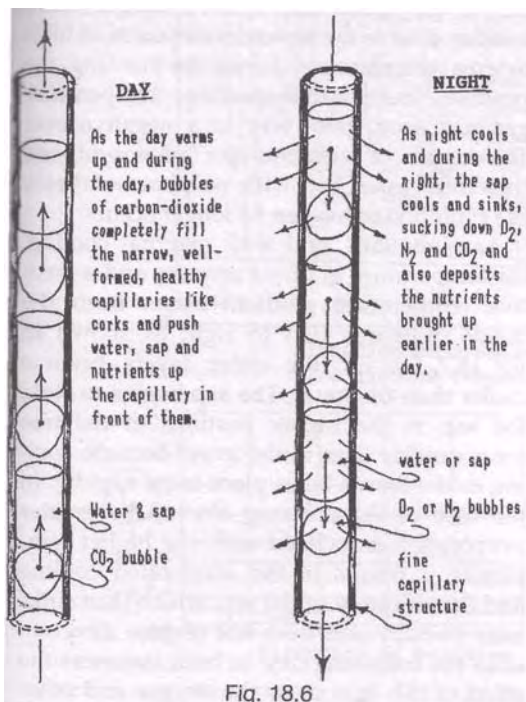 DAY
As the day warms
up and during
the day, bubbles
of carbon-dioxide
completely fill
the narrow, well-
formed, healthy
capillaries like
corks and push
water, sap and
nutrients up
the capillary in
front of them.
Water & sap
CO2 bubble
NIGHT
As night cools
and during the
night, the sap
cools and sinks,
sucking down O2,
N2 and CO2 and
also deposits
the nutrients
brought up
earlier in the
day.
water or sap
O2 or N2 bubbles
fine
capillary
structure
Fig. 18.6